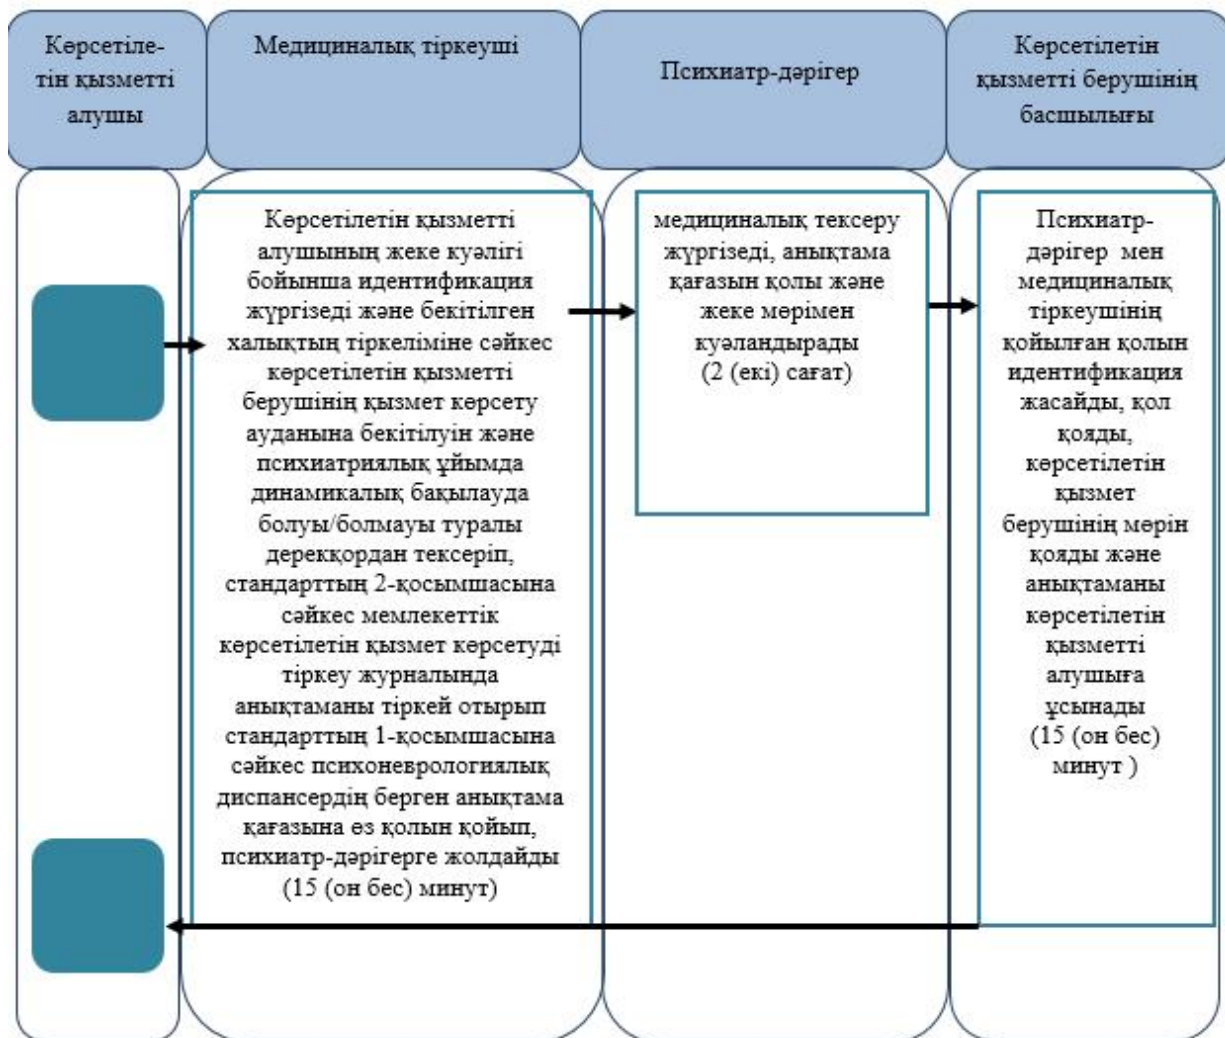 Көрсетіле-
тін қызметті
алушы
Медициналық тіркеуші
Психиатр-дәрігер
Көрсетілетін
қызметті берушінің
басшылығы
Көрсетілетін қызметті
алушының жеке куәлігі
бойынша идентификация
жүргізеді және бекітілген
халықтың тіркеліміне сәйкес
көрсетілетін қызметті
берушінің қызмет көрсету
ауданына бекітілуін және
психиатриялық ұйымда
динамикалық бақылауда
болуы/болмауы туралы
дерекқордан тексеріп,
стандарттың 2-қосымшасына
сәйкес мемлекеттік
көрсетілетін қызмет көрсетуді
тіркеу журналында
анықтаманы тіркей отырып
стандарттың 1-қосымшасына
сәйкес психоневрологиялық
диспансердің берген анықтама
қағазына өз қолын қойып,
психиатр-дәрігерге жолдайды
(15 (он бес) минут)
медициналық тексеру
жүргізеді, анықтама
қағазын қолы және
жеке мөрімен
куәландырады
(2 (екі) сағат)
Психиатр-
дәрігер мен
медициналық
тіркеушінің
қойылған қолын
идентификация
жасайды, қол
қояды,
көрсетілетін
қызмет
берушінің мөрін
қояды және
анықтаманы
көрсетілетін
қызметті
алушыға
ұсынады
(15 (он бес)
минут )